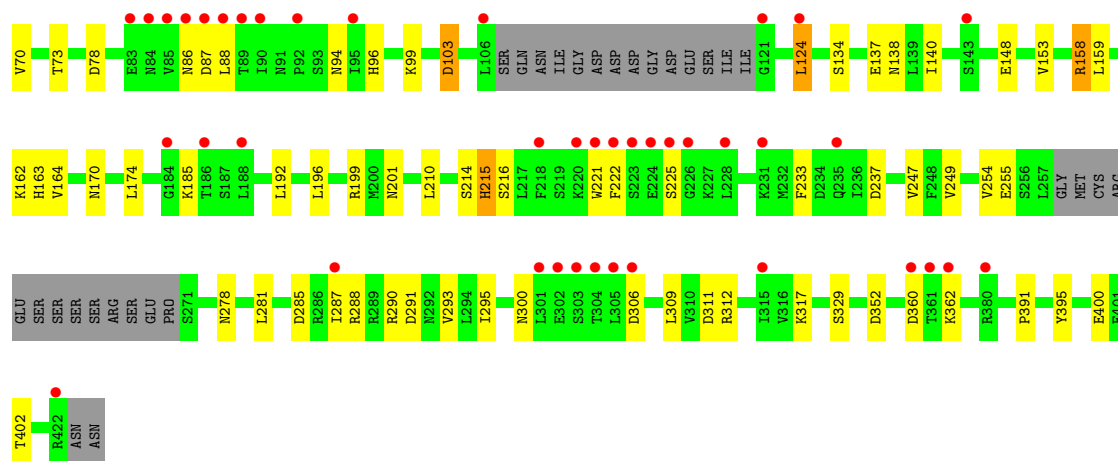 V70 T73 D78 E83 N84 V85 N86 D87 L88 T89 I90 N91 P92 S93 N94 I95 H96 K99 D103 L106 SER GLN ASN ILE GLY ASP ASP ASP GLY ASP GLU SER ILE ILE G121 L124 S134 E137 N138 L139 I140 S143 E148 V153 R158 L159
K162 H163 V164 N170 L174 G184 K185 T186 S187 L188 L192 L196 R199 M200 N201 L210 S214 H215 S216 L217 F218 S219 K220 W221 F222 S223 E224 S225 G226 K227 L228 K231 M232 F233 D234 Q235 I236 D237 V247 F248 V249 V254 E255 S256 L257 GLY MET CYS ARG
GLU SER SER SER SER ARG SER GLU PRO S271 N278 L281 D285 R286 I287 R288 R289 R290 D291 N292 V293 L294 I295 N300 L301 E302 S303 T304 L305 D306 L309 V310 D311 R312 I315 V316 K317 S329 D352 D360 T361 K362 R380 P391 Y395 E400 E401
T402 R422 ASN ASN